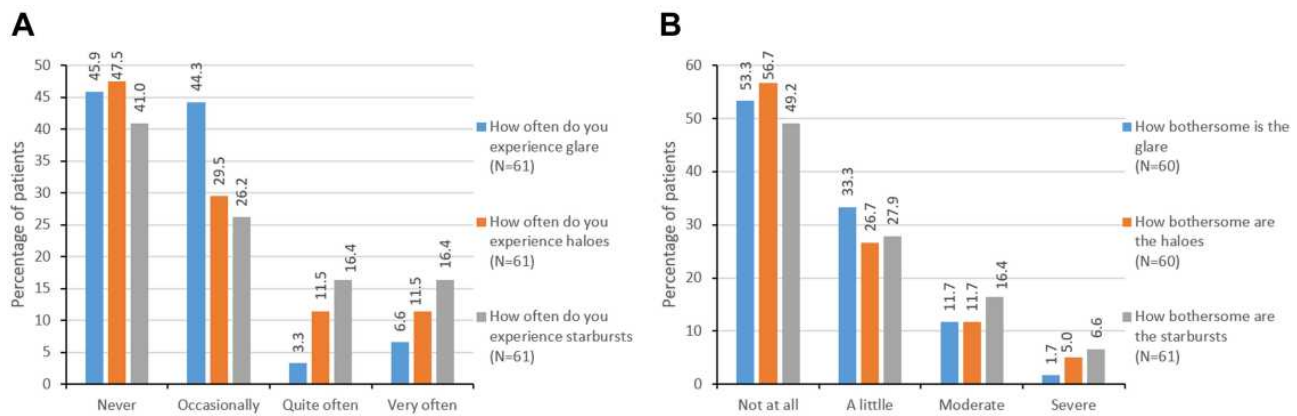 A
Percentage of patients
50
45
40
35
30
25
20
15
10
5
0
45.9
47.5
41.0
44.3
29.5
26.2
3.3
11.5
16.4
6.6
11.5
16.4
Never
Occasionally
Quite often
Very often
How often do you
experience glare
(N=61)
How often do you
experience haloes
(N=61)
How often do you
experience starbursts
(N=61)
B
Percentage of patients
60
50
40
30
20
10
0
53.3
56.7
49.2
33.3
26.7
27.9
11.7
11.7
16.4
1.7
5.0
6.6
Not at all
A littlle
Moderate
Severe
How bothersome is the
glare
(N=60)
How bothersome are
the haloes
(N=60)
How bothersome are
the starbursts
(N=61)